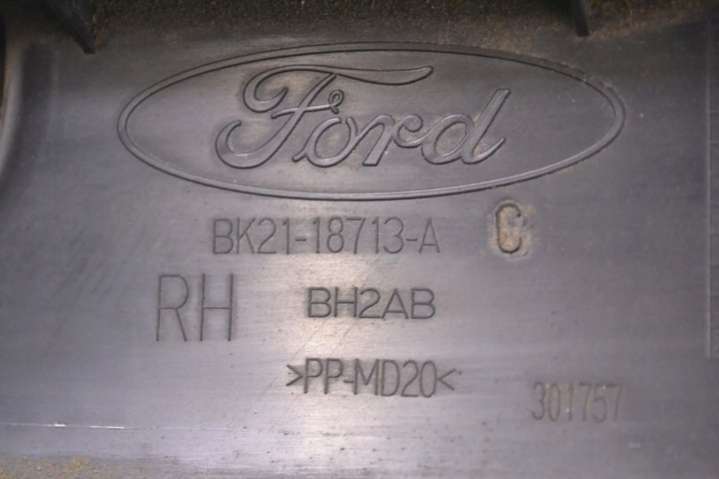 Ford
BK21-18713-A C
RH BH2AB
>PP-MD20<
301757